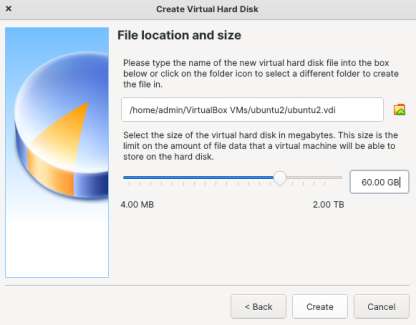 Create Virtual Hard Disk
File location and size
Please type the name of the new virtual hard disk file into the box
below or click on the folder icon to select a different folder to create
the file in.
/home/admin/VirtualBox VMs/ubuntu2/ubuntu2.vdi
Select the size of the virtual hard disk in megabytes. This size is the
limit on the amount of file data that a virtual machine will be able to
store on the hard disk.
60.00 GB
4.00 MB 2.00 TB
< Back Create Cancel